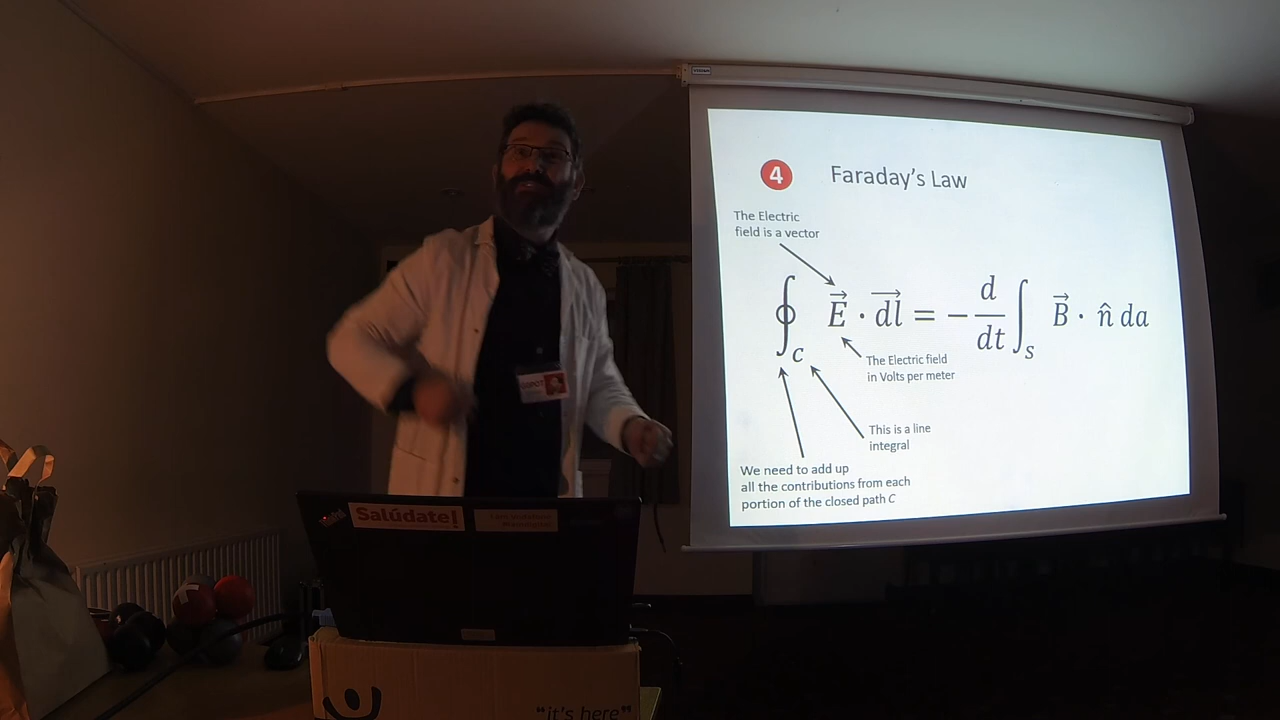 4 Faraday's Law
The Electric
field is a vector
∮_C E⃗ · dl⃗ = − d/dt ∫_S B⃗ · n̂ da
The Electric field
in Volts per meter
This is a line
integral
We need to add up
all the contributions from each
portion of the closed path C
Salúdate!
"it's here"